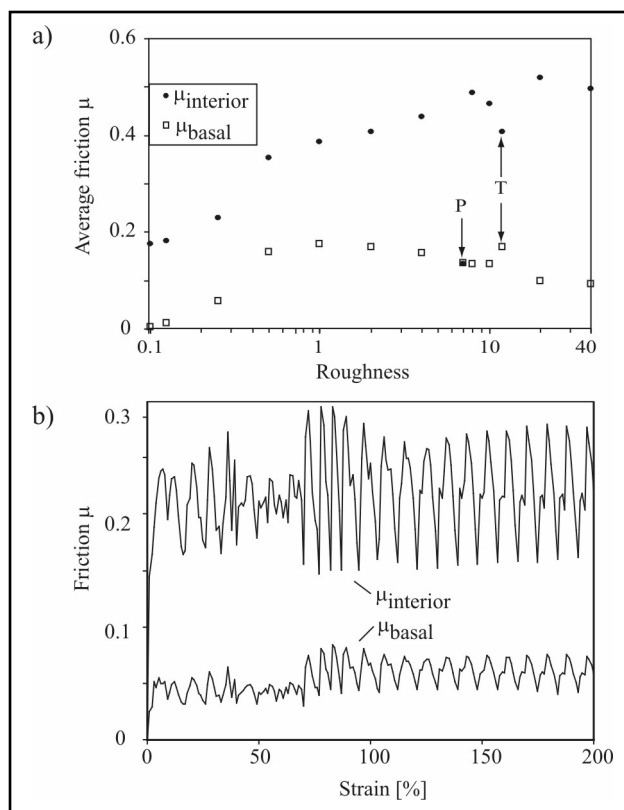 a)
0.6
μinterior
μbasal
0.4
Average friction μ
T
P
0.2
0
0.1
1
10
40
Roughness
b)
0.3
0.2
Friction μ
μinterior
0.1
μbasal
0
0
50
100
150
200
Strain [%]